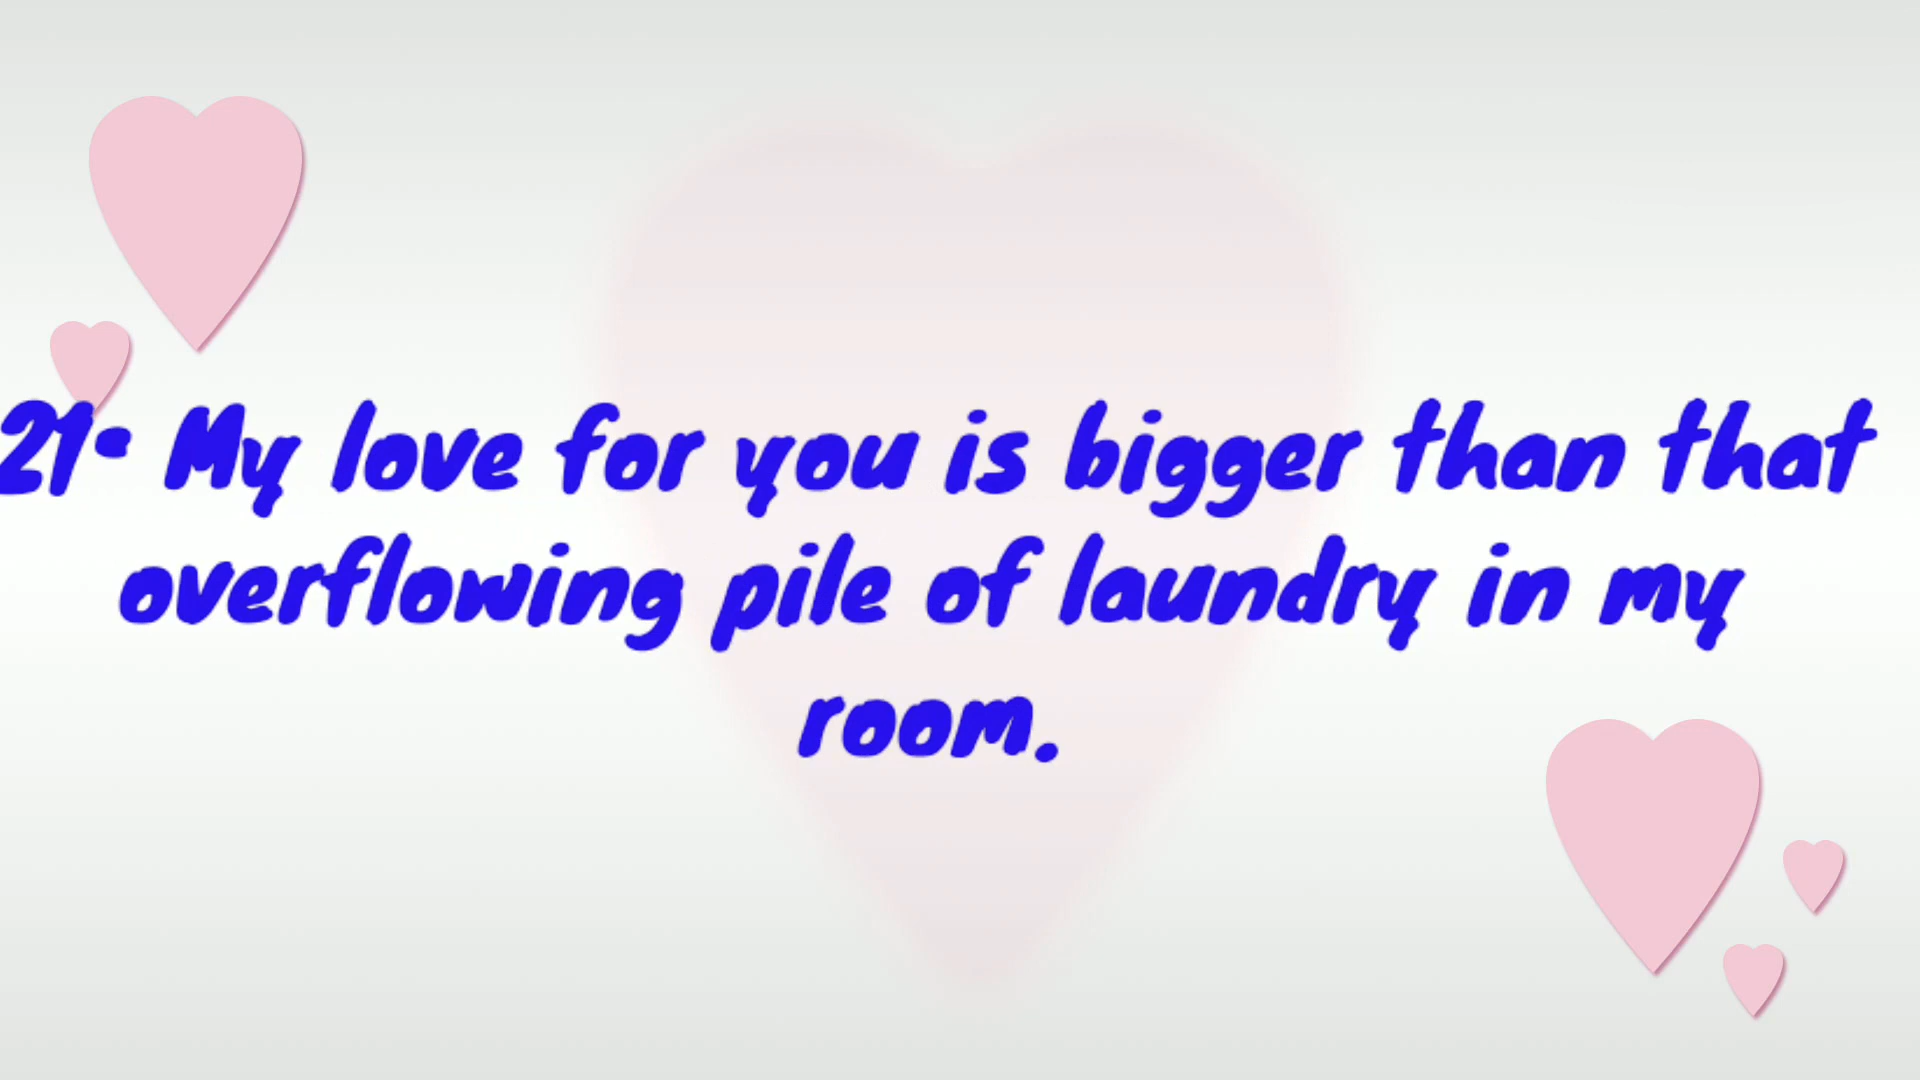 21• My love for you is bigger than that
overflowing pile of laundry in my
room.